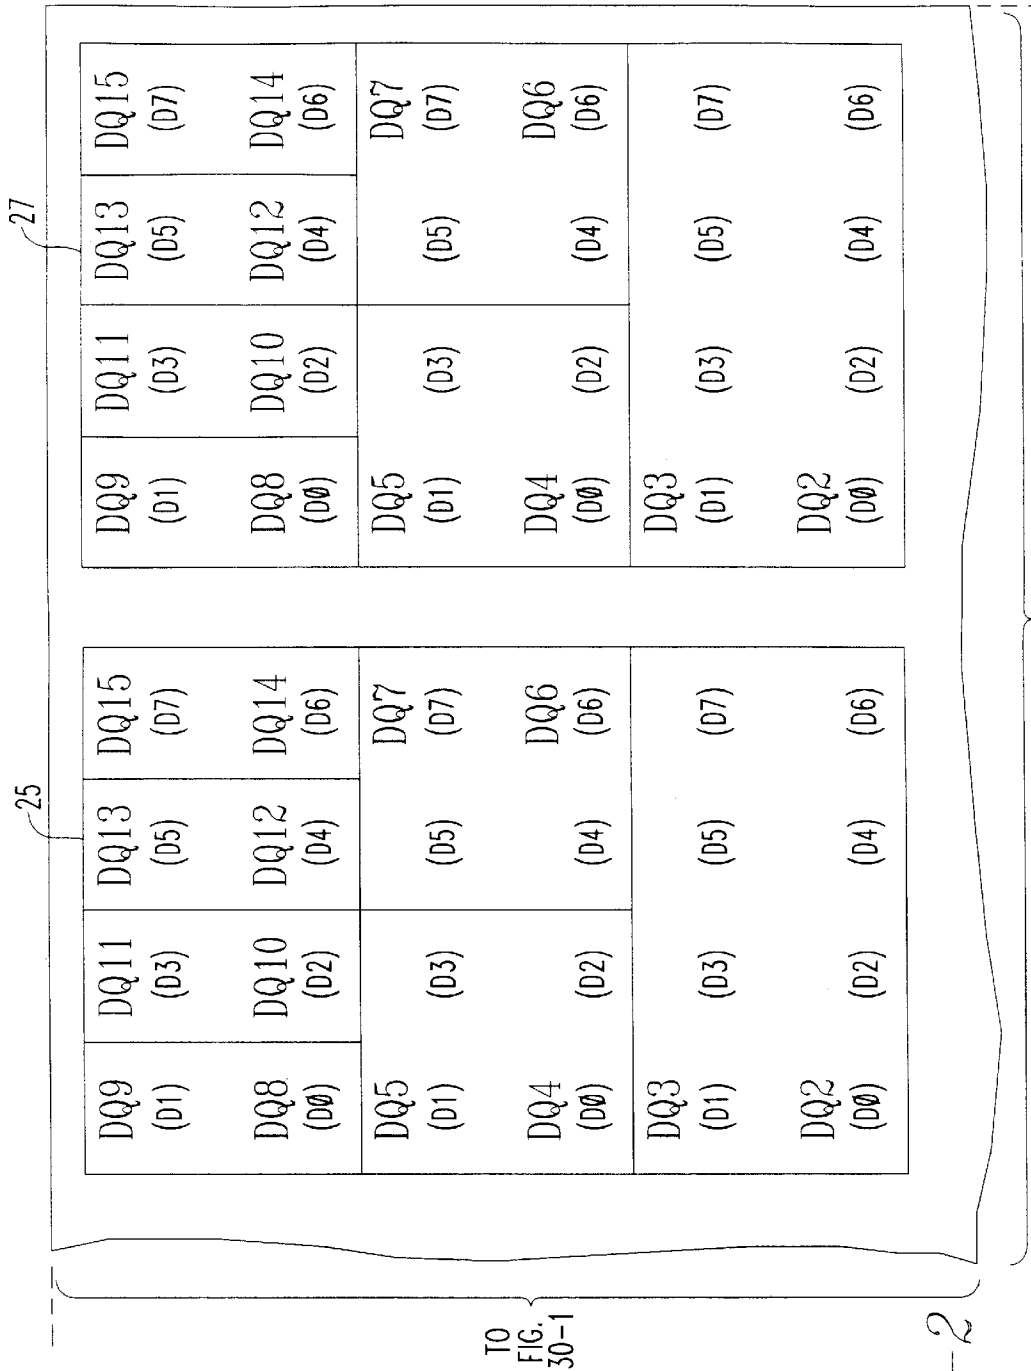 25
DQ9 DQ11 DQ13 DQ15
(D1) (D3) (D5) (D7)
DQ8 DQ10 DQ12 DQ14
(DØ) (D2) (D4) (D6)
DQ5 DQ7
(D1) (D3) (D5) (D7)
DQ4 DQ6
(DØ) (D2) (D4) (D6)
DQ3
(D1) (D3) (D5) (D7)
DQ2
(DØ) (D2) (D4) (D6)
27
DQ9 DQ11 DQ13 DQ15
(D1) (D3) (D5) (D7)
DQ8 DQ10 DQ12 DQ14
(DØ) (D2) (D4) (D6)
DQ5 DQ7
(D1) (D3) (D5) (D7)
DQ4 DQ6
(DØ) (D2) (D4) (D6)
DQ3
(D1) (D3) (D5) (D7)
DQ2
(DØ) (D2) (D4) (D6)
TO
FIG.
30-1
-2